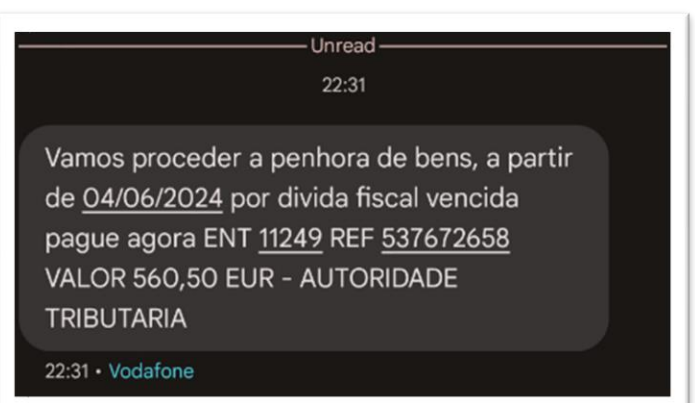 Unread
22:31
Vamos proceder a penhora de bens, a partir
de 04/06/2024 por divida fiscal vencida
pague agora ENT 11249 REF 537672658
VALOR 560,50 EUR - AUTORIDADE
TRIBUTARIA
22:31 • Vodafone